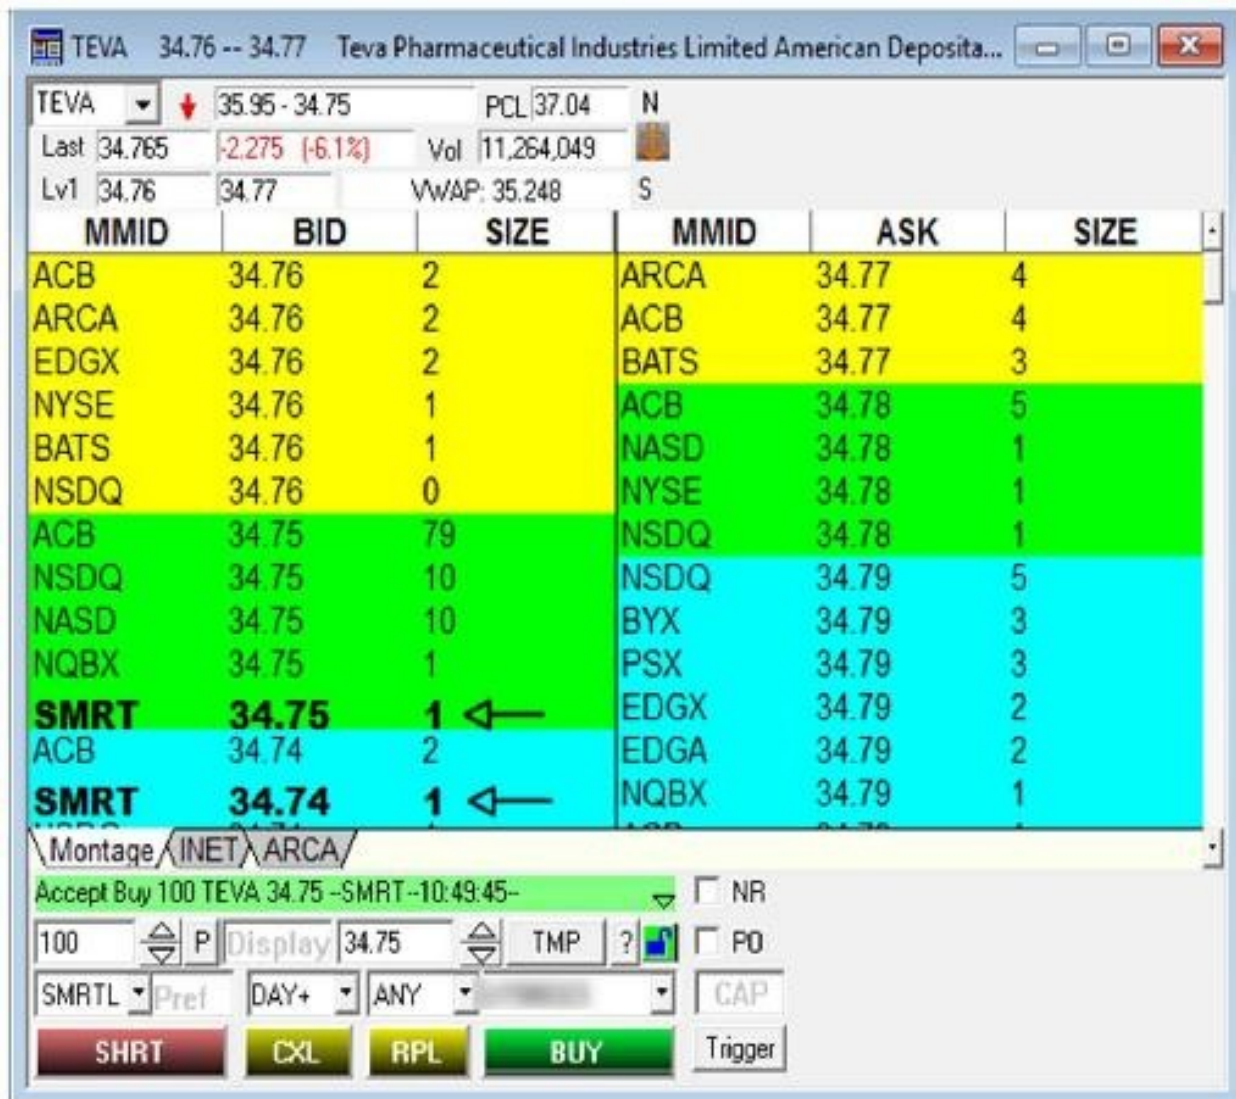 TEVA 34.76 -- 34.77 Teva Pharmaceutical Industries Limited American Deposita...
TEVA 35.95 - 34.75 PCL 37.04 N
Last 34.765 -2.275 (-6.1%) Vol 11,264,049
Lv1 34.76 34.77 VWAP: 35.248 S
MMID BID SIZE MMID ASK SIZE
ACB 34.76 2 ARCA 34.77 4
ARCA 34.76 2 ACB 34.77 4
EDGX 34.76 2 BATS 34.77 3
NYSE 34.76 1 ACB 34.78 5
BATS 34.76 1 NASD 34.78 1
NSDQ 34.76 0 NYSE 34.78 1
ACB 34.75 79 NSDQ 34.78 1
NSDQ 34.75 10 NSDQ 34.79 5
NASD 34.75 10 BYX 34.79 3
NQBX 34.75 1 PSX 34.79 3
SMRT 34.75 1 EDGX 34.79 2
ACB 34.74 2 EDGA 34.79 2
SMRT 34.74 1 NQBX 34.79 1
Montage INET ARCA
Accept Buy 100 TEVA 34.75 --SMRT--10:49:45-- NR
100 P Display 34.75 TMP ? PO
SMRTL Pref DAY+ ANY CAP
SHRT CXL RPL BUY Trigger